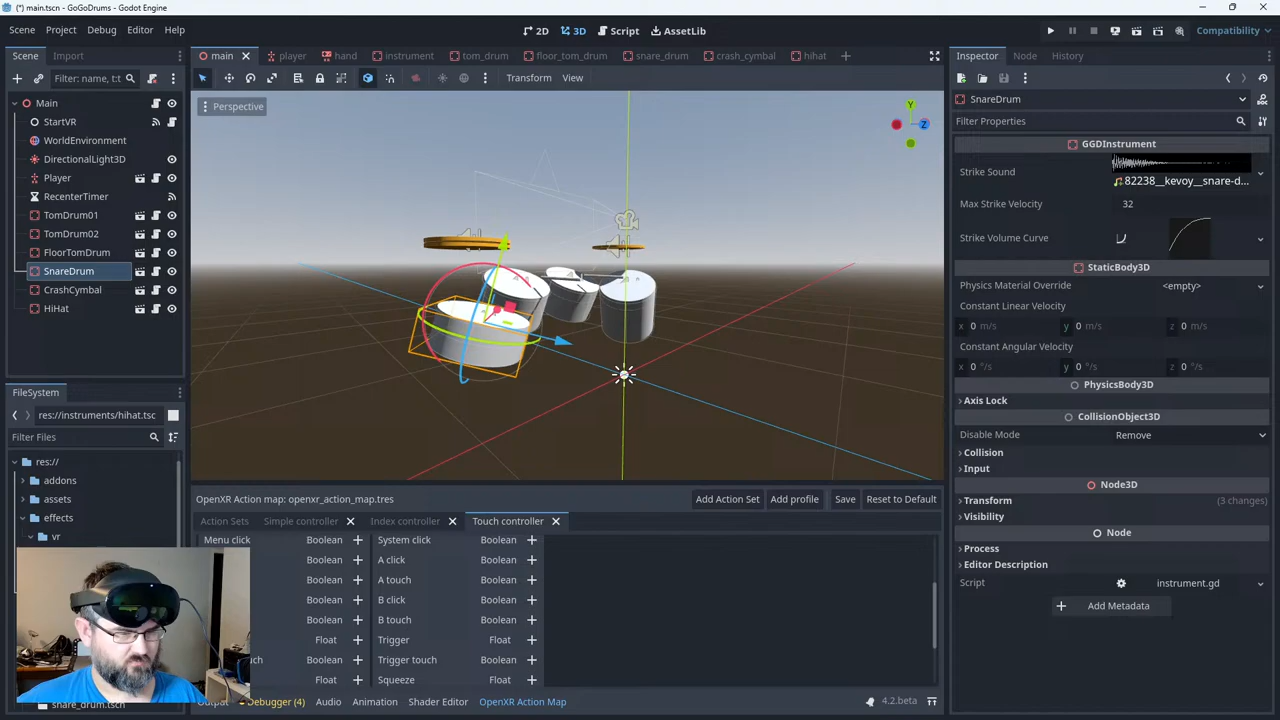 (*) main.tscn - GoGoDrums - Godot Engine
Scene Project Debug Editor Help
2D 3D Script AssetLib
Compatibility
Scene Import
main player hand instrument tom_drum floor_tom_drum snare_drum crash_cymbal hihat
Inspector Node History
Filter: name, t:t
Transform View
Main
StartVR
WorldEnvironment
DirectionalLight3D
Player
RecenterTimer
TomDrum01
TomDrum02
FloorTomDrum
SnareDrum
CrashCymbal
HiHat
Perspective
Y
Z
FileSystem
res://instruments/hihat.tsc
Filter Files
res://
addons
assets
effects
vr
snare_drum.tscn
OpenXR Action map: openxr_action_map.tres
Add Action Set Add profile Save Reset to Default
Action Sets Simple controller Index controller Touch controller
Menu click Boolean System click Boolean
Boolean A click Boolean
Boolean A touch Boolean
Boolean B click Boolean
Boolean B touch Boolean
Float Trigger Float
Boolean Trigger touch Boolean
Float Squeeze Float
Debugger (4) Audio Animation Shader Editor OpenXR Action Map
4.2.beta
SnareDrum
Filter Properties
GGDInstrument
Strike Sound
82238__kevoy__snare-d...
Max Strike Velocity 32
Strike Volume Curve
StaticBody3D
Physics Material Override <empty>
Constant Linear Velocity
x 0 m/s y 0 m/s z 0 m/s
Constant Angular Velocity
x 0 °/s y 0 °/s z 0 °/s
PhysicsBody3D
Axis Lock
CollisionObject3D
Disable Mode Remove
Collision
Input
Node3D
Transform (3 changes)
Visibility
Node
Process
Editor Description
Script instrument.gd
Add Metadata